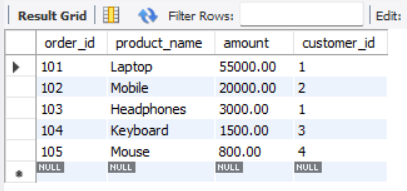 Result Grid Filter Rows: Edit:
order_id product_name amount customer_id
101 Laptop 55000.00 1
102 Mobile 20000.00 2
103 Headphones 3000.00 1
104 Keyboard 1500.00 3
105 Mouse 800.00 4
NULL NULL NULL NULL